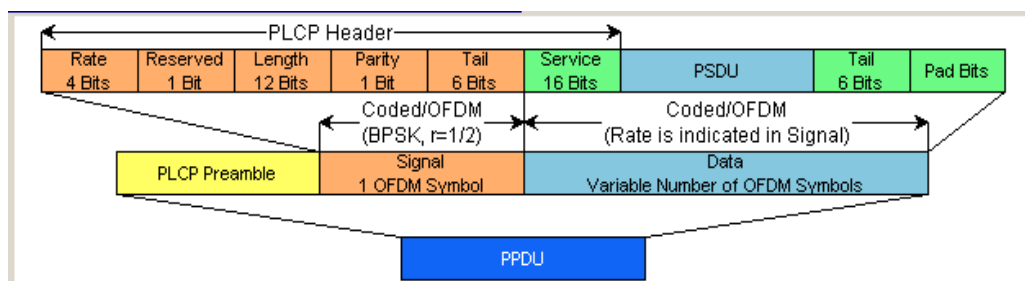 PLCP Header
Rate
4 Bits
Reserved
1 Bit
Length
12 Bits
Parity
1 Bit
Tail
6 Bits
Service
16 Bits
PSDU
Tail
6 Bits
Pad Bits
Coded/OFDM
(BPSK, r=1/2)
Coded/OFDM
(Rate is indicated in Signal)
PLCP Preamble
Signal
1 OFDM Symbol
Data
Variable Number of OFDM Symbols
PPDU